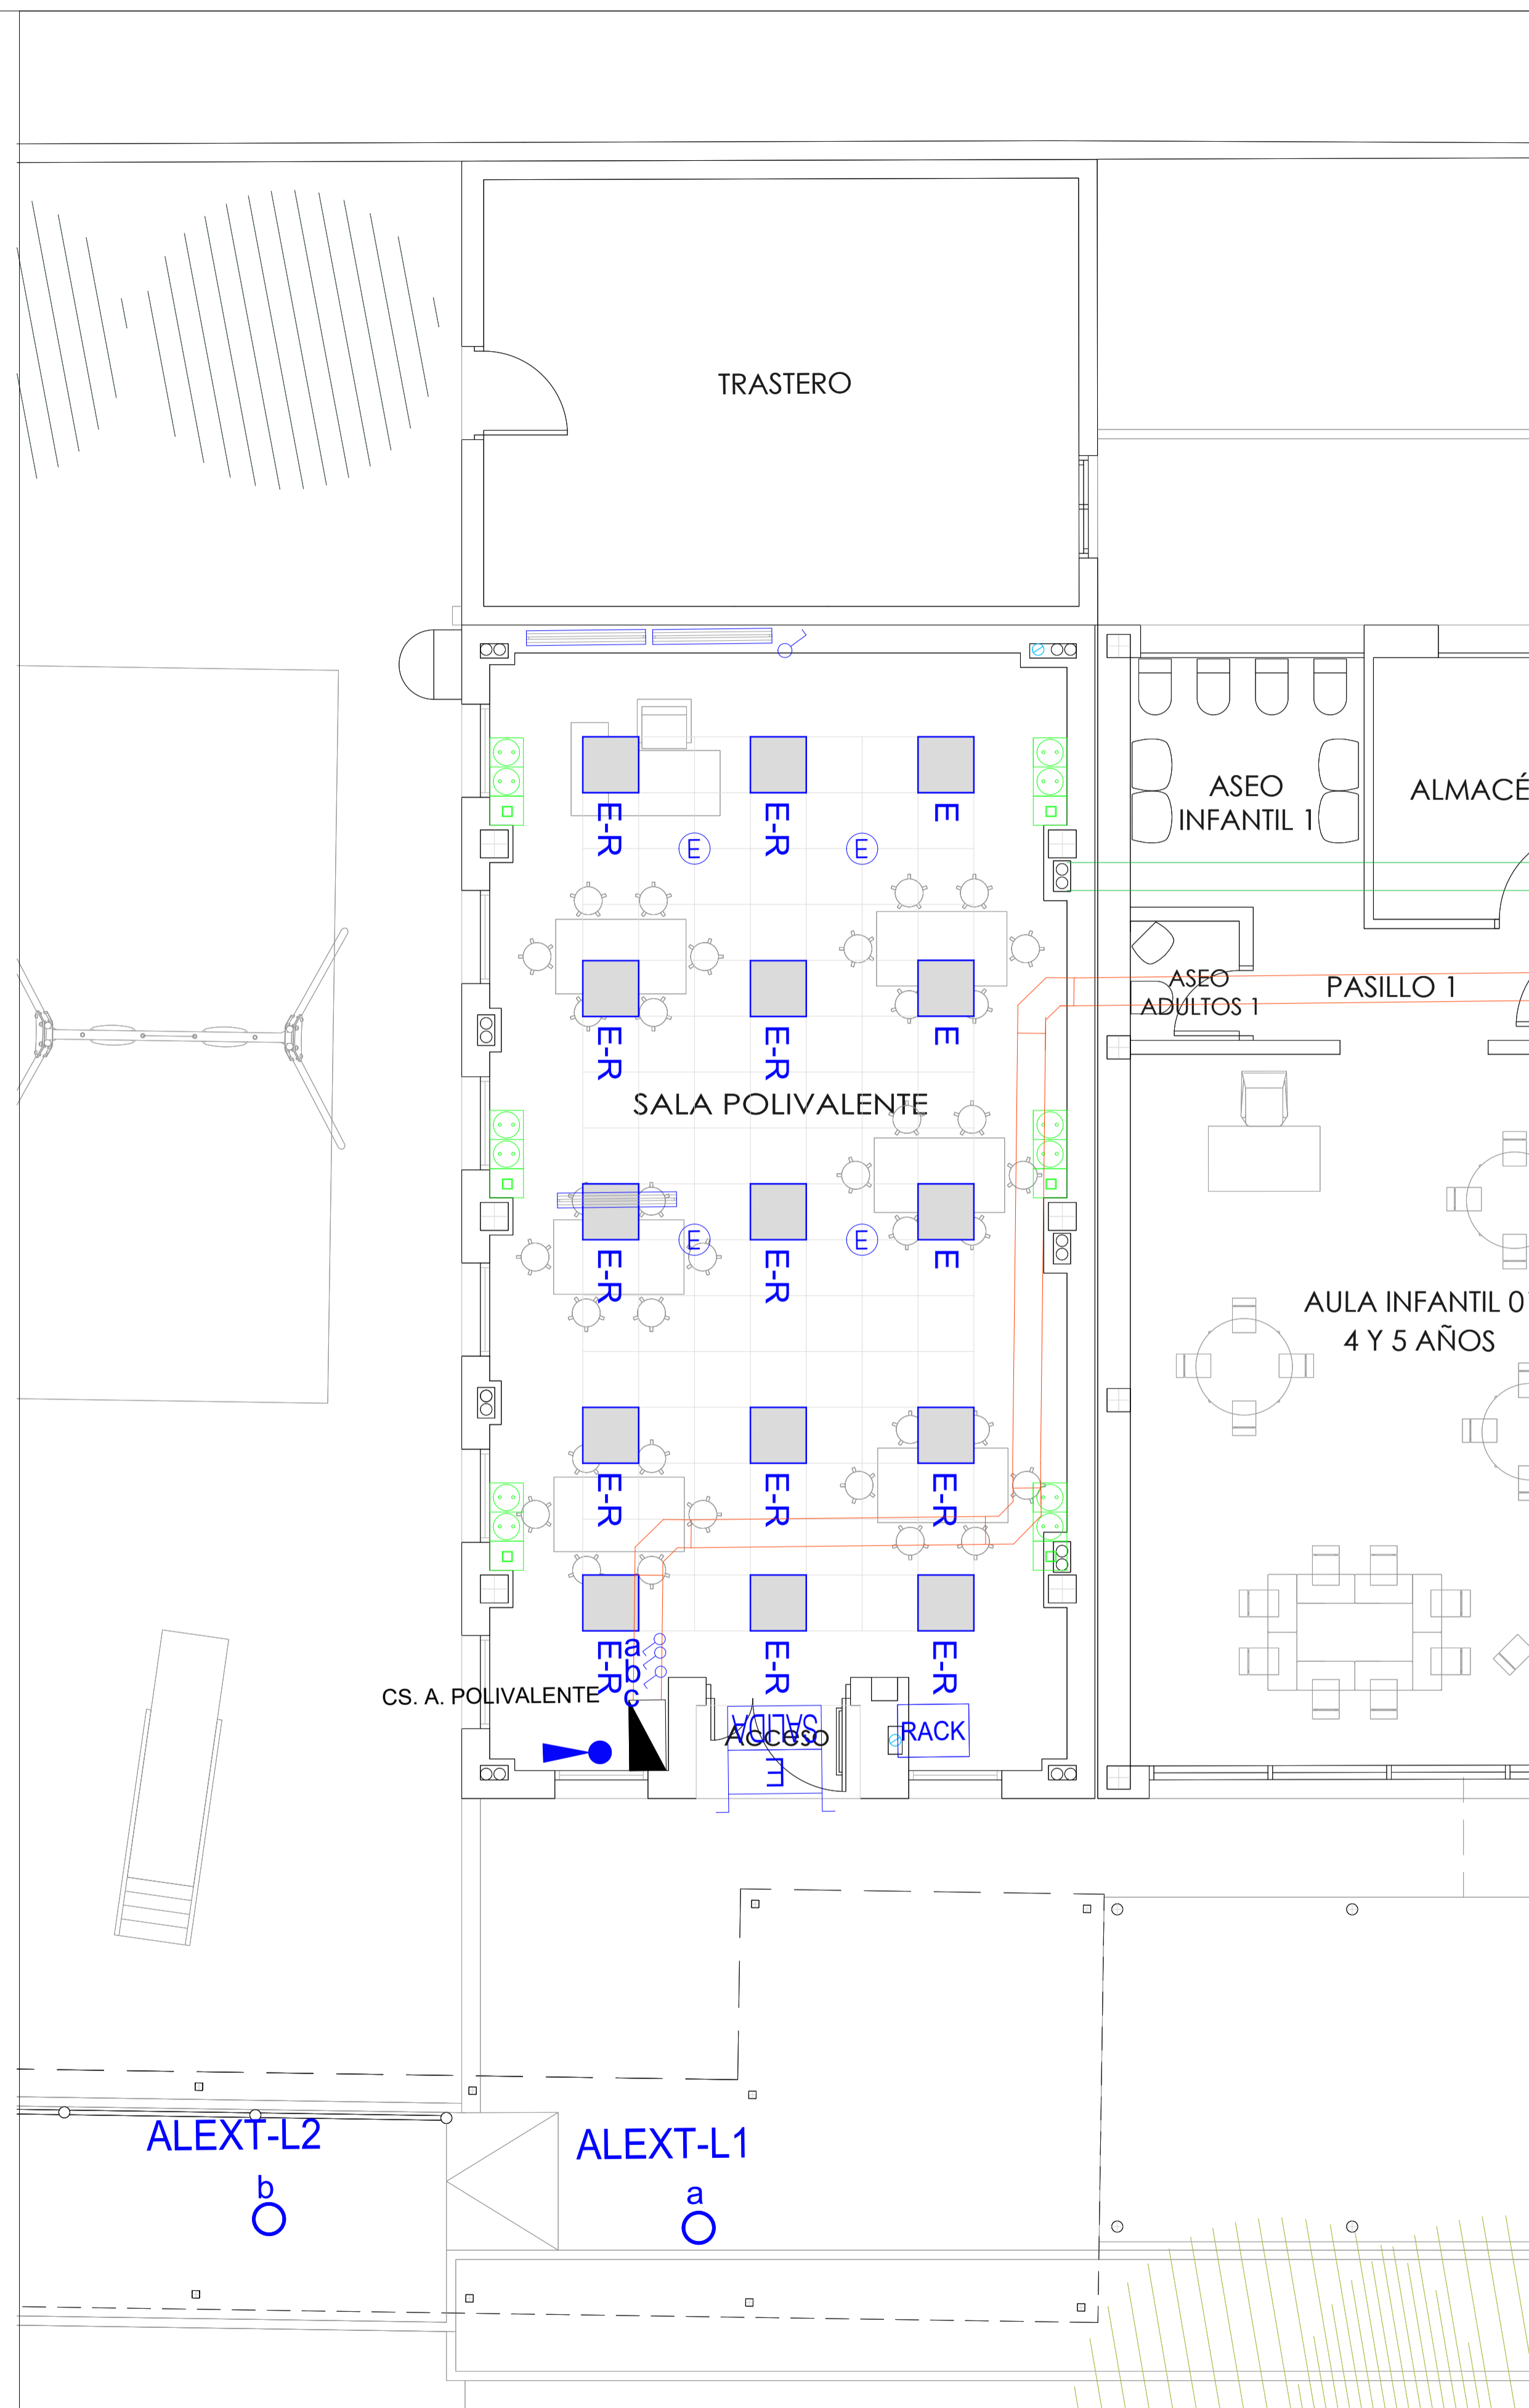 TRASTERO
ASEO
INFANTIL 1
ALMACÉ
E-R
E-R
E
E
E
ASEO
ADULTOS 1
PASILLO 1
E-R
E-R
E
SALA POLIVALENTE
E
E
E-R
E-R
E
AULA INFANTIL 01
4 Y 5 AÑOS
E-R
E-R
E-R
E-R
E-R
E-R
a
b
c
CS. A. POLIVALENTE
SALIDA
Acceso
E
RACK
ALEXT-L2
b
ALEXT-L1
a